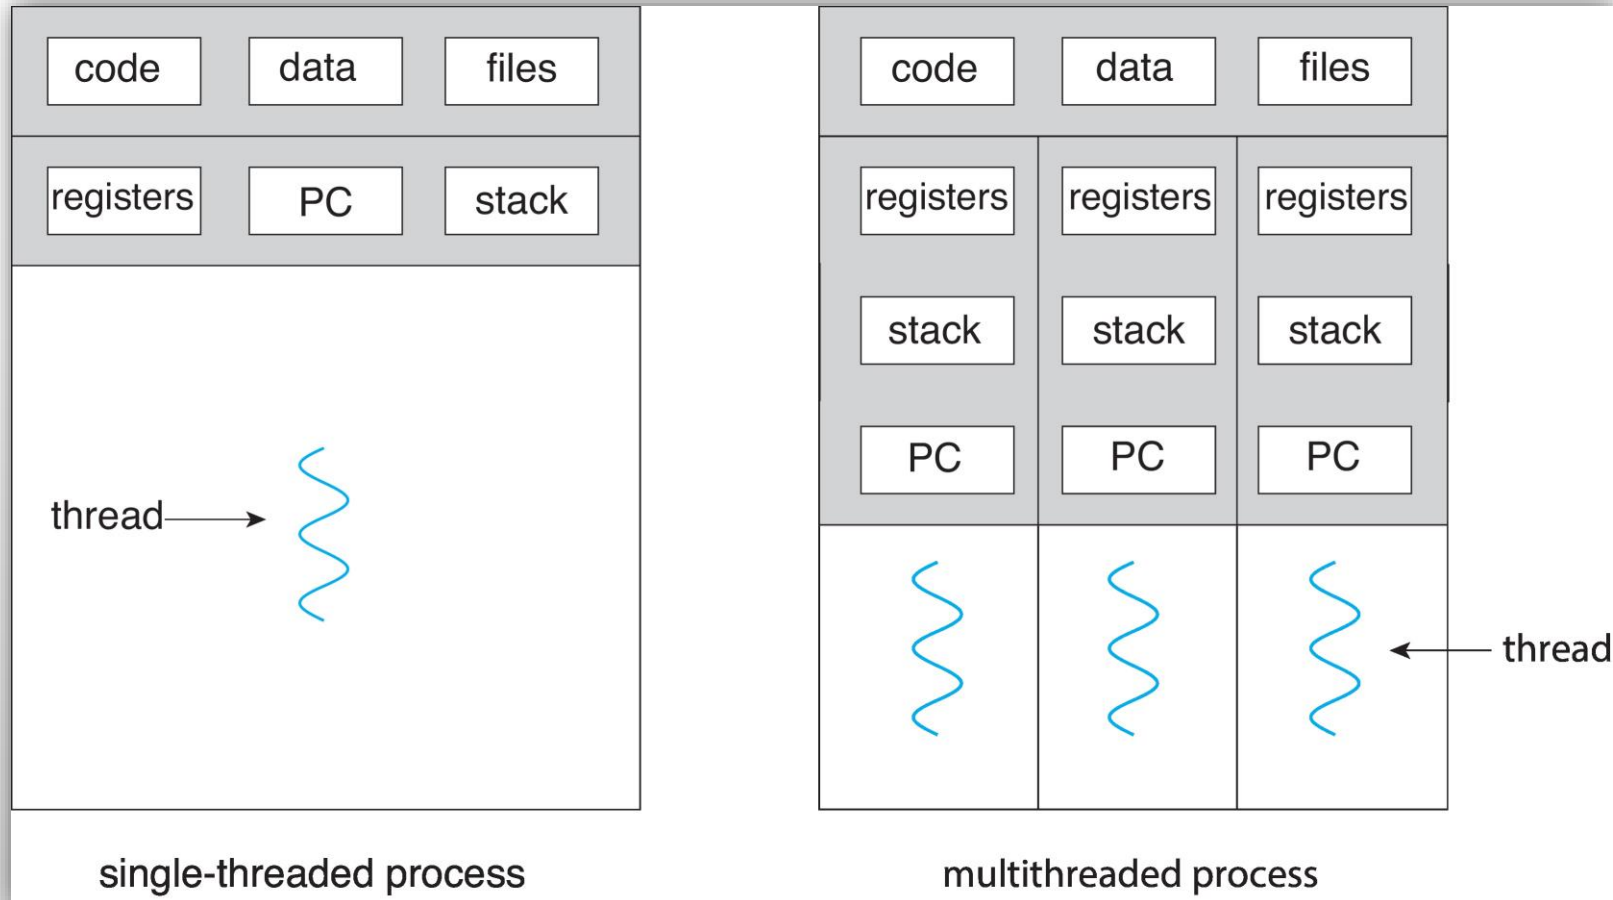 code data files
registers PC stack
thread
single-threaded process
code data files
registers registers registers
stack stack stack
PC PC PC
thread
multithreaded process